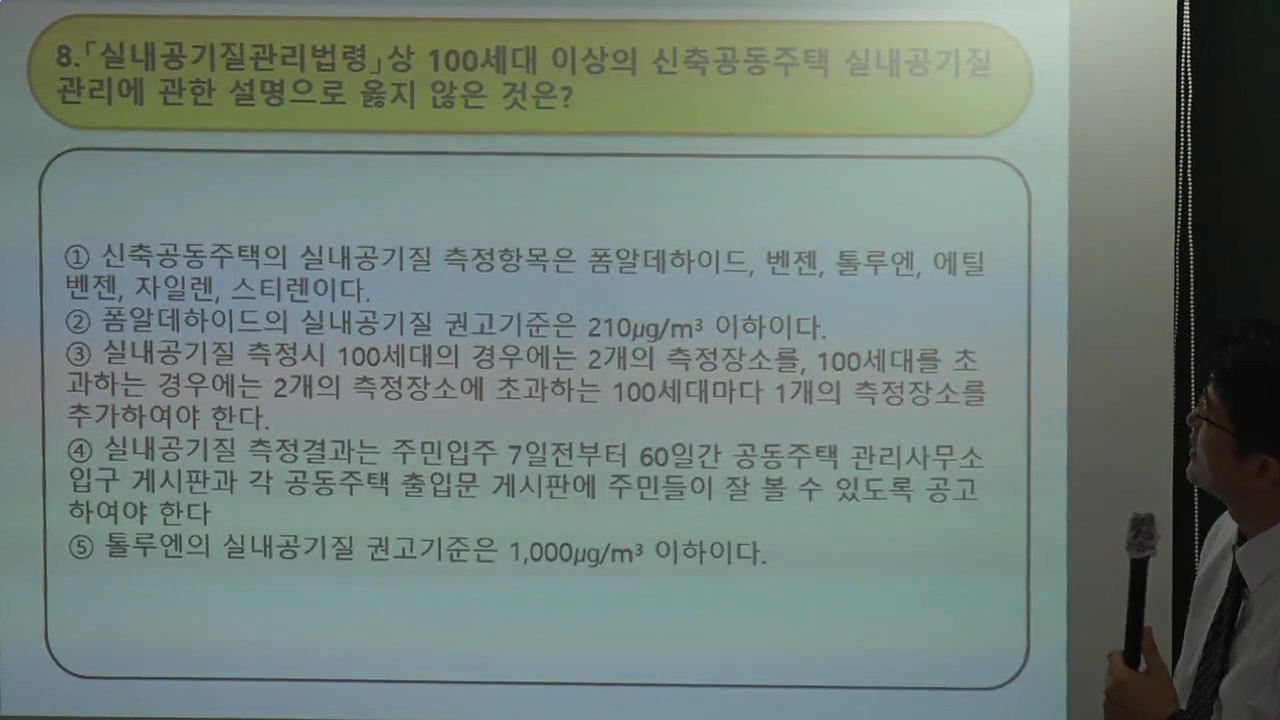 8.「실내공기질관리법령」상 100세대 이상의 신축공동주택 실내공기질
관리에 관한 설명으로 옳지 않은 것은?
① 신축공동주택의 실내공기질 측정항목은 폼알데하이드, 벤젠, 톨루엔, 에틸
벤젠, 자일렌, 스티렌이다.
② 폼알데하이드의 실내공기질 권고기준은 210μg/m³ 이하이다.
③ 실내공기질 측정시 100세대의 경우에는 2개의 측정장소를, 100세대를 초
과하는 경우에는 2개의 측정장소에 초과하는 100세대마다 1개의 측정장소를
추가하여야 한다.
④ 실내공기질 측정결과는 주민입주 7일전부터 60일간 공동주택 관리사무소
입구 게시판과 각 공동주택 출입문 게시판에 주민들이 잘 볼 수 있도록 공고
하여야 한다
⑤ 톨루엔의 실내공기질 권고기준은 1,000μg/m³ 이하이다.